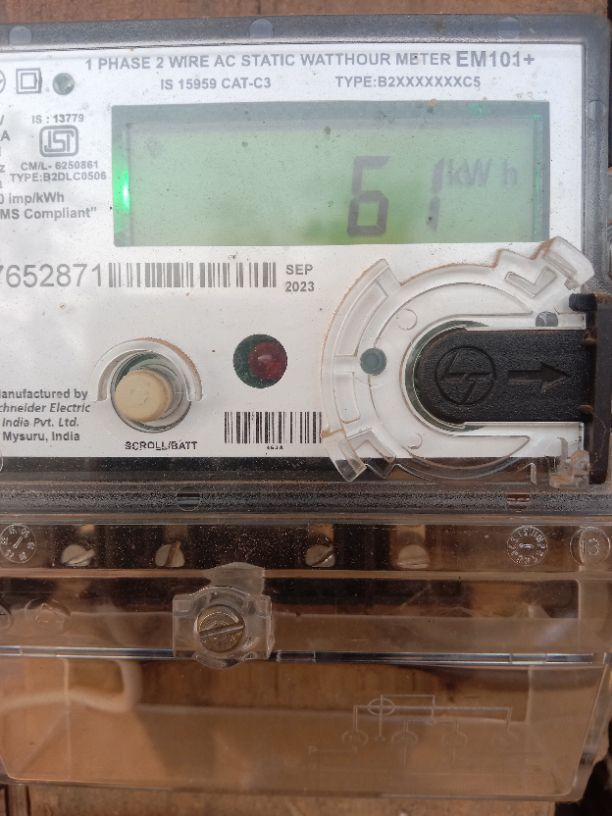 1 PHASE 2 WIRE AC STATIC WATTHOUR METER EM101+
IS 15959 CAT-C3 TYPE:B2XXXXXXXC5
IS : 13779
CM/L- 6250861
TYPE:B2DLC0506
0 imp/kWh
MS Compliant"
61 kWh
7652871
SEP
2023
anufactured by
chneider Electric
India Pvt. Ltd.
Mysuru, India
SCROLL/BATT